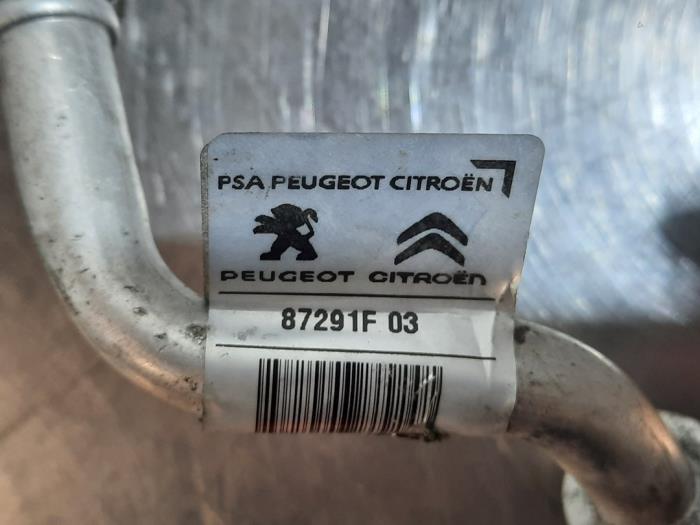 PSA PEUGEOT CITROËN
PEUGEOT CITROËN
87291F 03